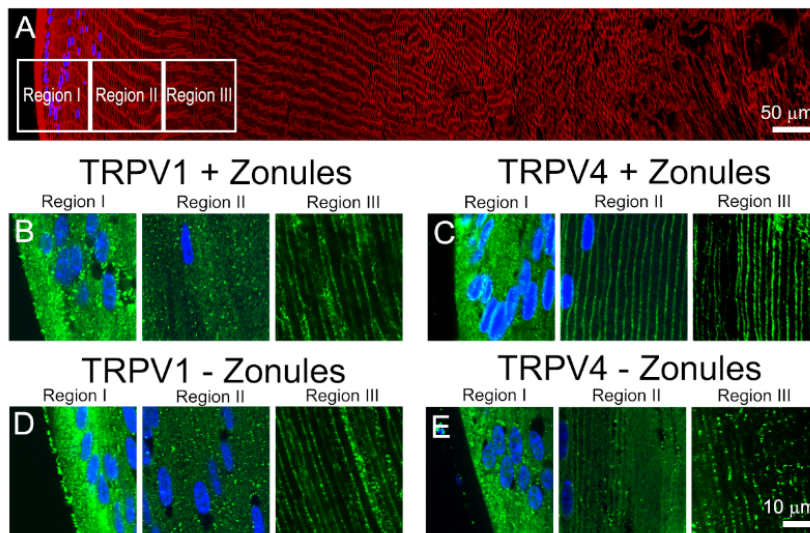 A
Region I Region II Region III
50 µm
TRPV1 + Zonules
Region I Region II Region III
B
TRPV4 + Zonules
Region I Region II Region III
C
TRPV1 - Zonules
Region I Region II Region III
D
TRPV4 - Zonules
Region I Region II Region III
E
10 µm